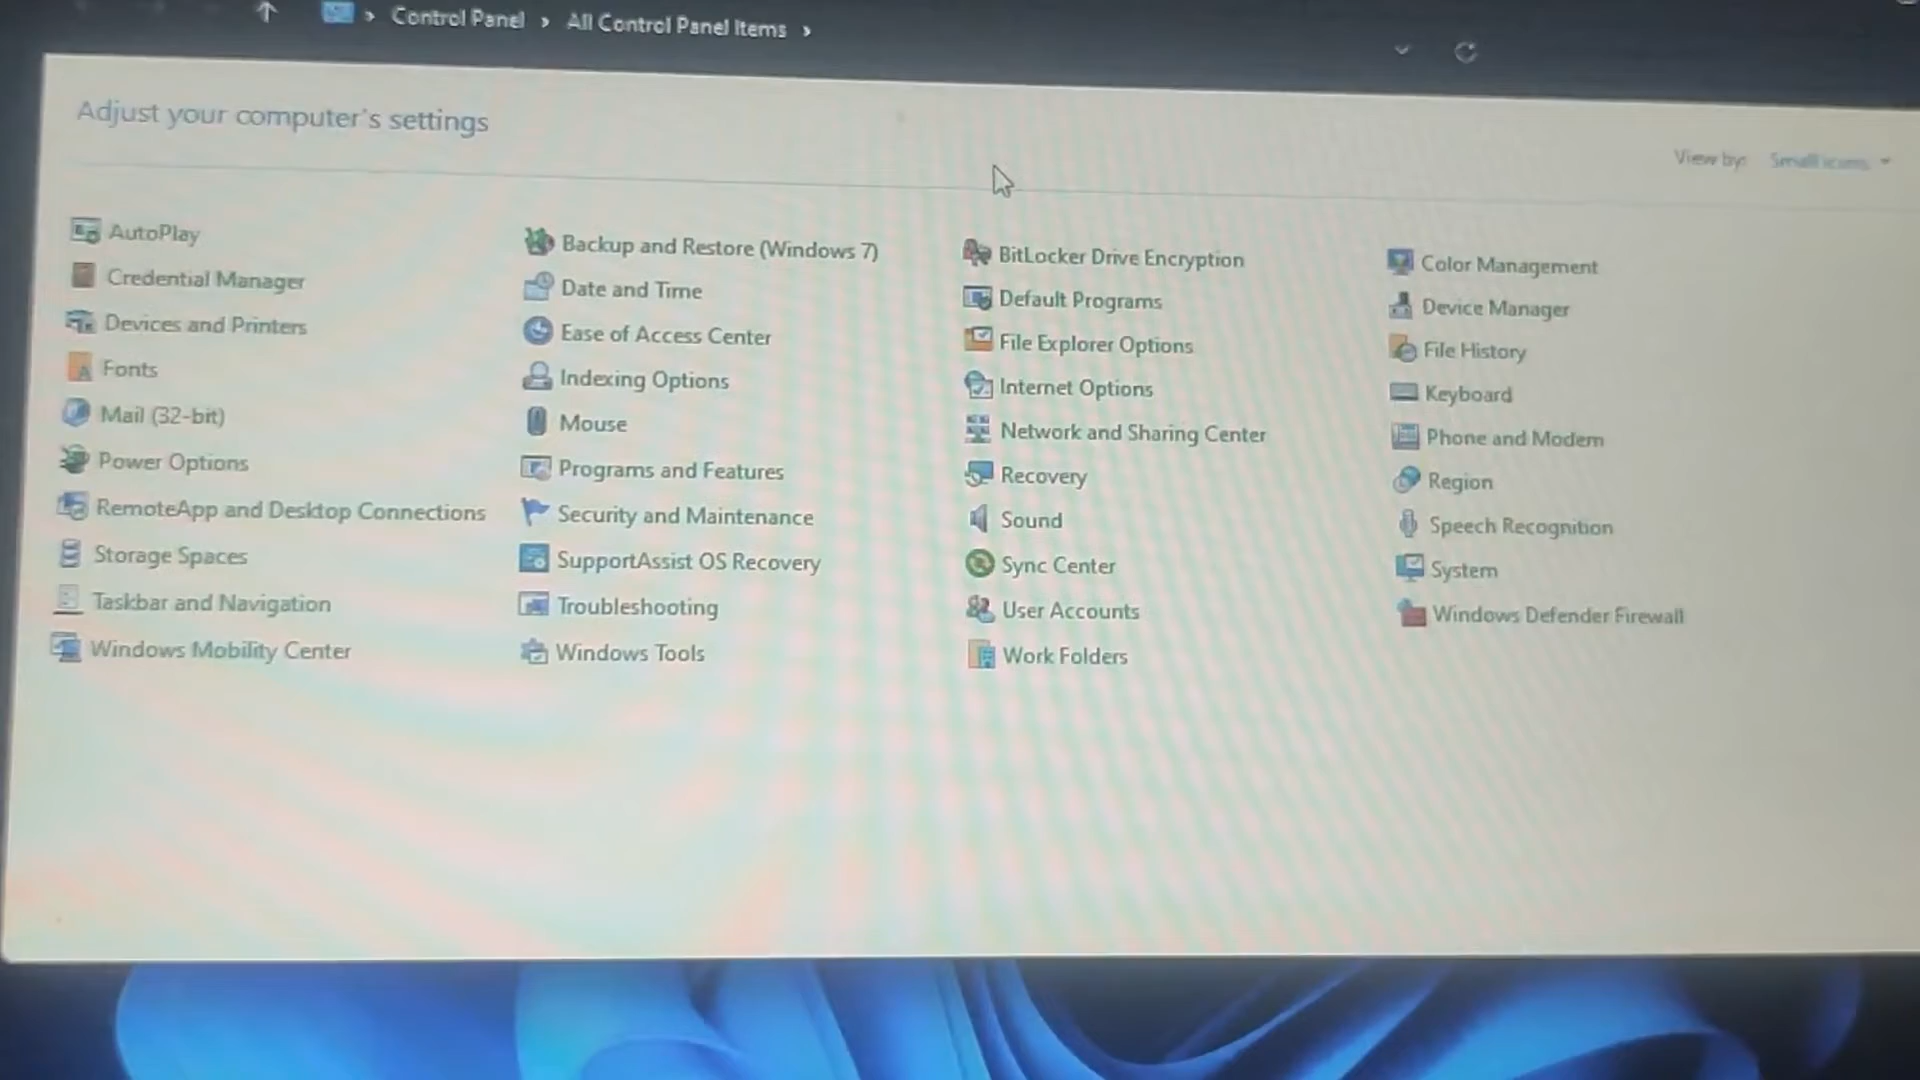 Control Panel > All Control Panel Items >
Adjust your computer's settings
View by: Small icons
AutoPlay
Backup and Restore (Windows 7)
BitLocker Drive Encryption
Color Management
Credential Manager
Date and Time
Default Programs
Device Manager
Devices and Printers
Ease of Access Center
File Explorer Options
File History
Fonts
Indexing Options
Internet Options
Keyboard
Mail (32-bit)
Mouse
Network and Sharing Center
Phone and Modem
Power Options
Programs and Features
Recovery
Region
RemoteApp and Desktop Connections
Security and Maintenance
Sound
Speech Recognition
Storage Spaces
SupportAssist OS Recovery
Sync Center
System
Taskbar and Navigation
Troubleshooting
User Accounts
Windows Defender Firewall
Windows Mobility Center
Windows Tools
Work Folders